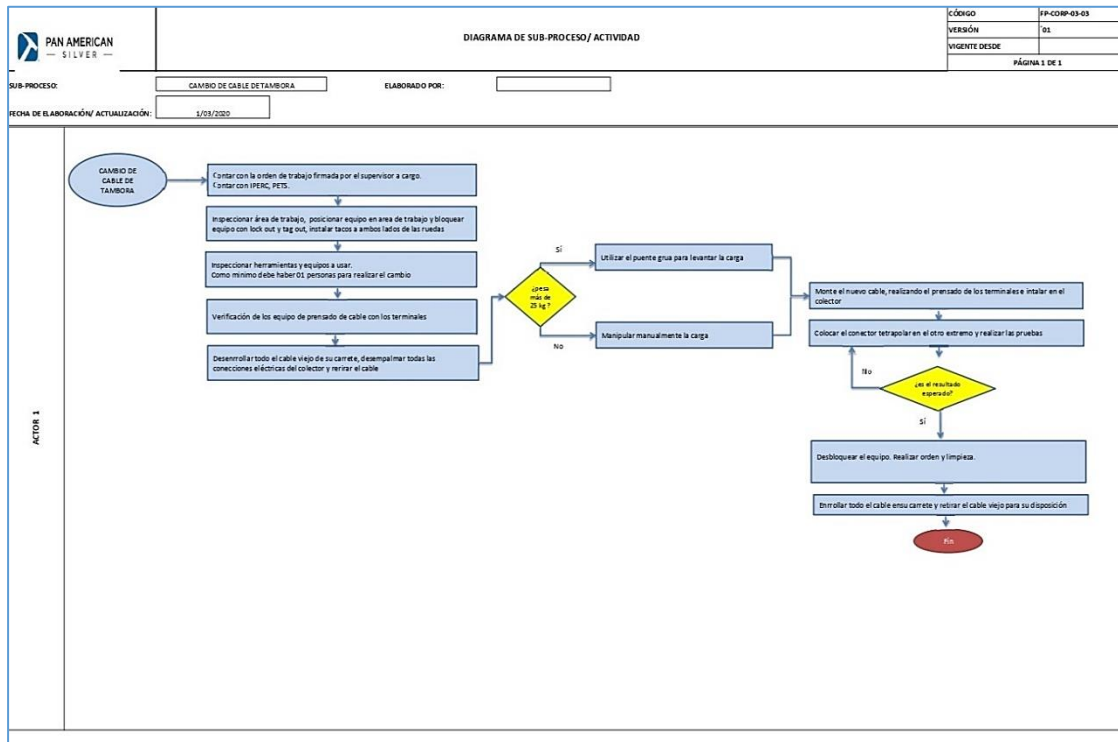 PAN AMERICAN
— SILVER —
DIAGRAMA DE SUB-PROCESO/ ACTIVIDAD
CÓDIGO
FP-CORP-03-03
VERSIÓN
'01
VIGENTE DESDE
PÁGINA 1 DE 1
SUB-PROCESO:
CAMBIO DE CABLE DE TAMBORA
ELABORADO POR:
FECHA DE ELABORACIÓN/ ACTUALIZACIÓN:
1/03/2020
ACTOR 1
CAMBIO DE
CABLE DE
TAMBORA
Contar con la orden de trabajo firmada por el supervisor a cargo.
Contar con IPERC, PETS.
Inspeccionar área de trabajo, posicionar equipo en area de trabajo y bloquear
equipo con lock out y tag out, instalar tacos a ambos lados de las ruedas
Inspeccionar herramientas y equipos a usar.
Como minimo debe haber 01 personas para realizar el cambio
Verificación de los equipo de prensado de cable con los terminales
Desenrrollar todo el cable viejo de su carrete, desempalmar todas las
conecciones eléctricas del colector y rerirar el cable
¿pesa
más de
25 kg ?
Sí
Utilizar el puente grua para levantar la carga
No
Manipular manualmente la carga
Monte el nuevo cable, realizando el prensado de los terminales e intalar en el
colector
Colocar el conector tetrapolar en el otro extremo y realizar las pruebas
No
¿es el resultado
esperado?
Sí
Desbloquear el equipo. Realizar orden y limpieza.
Enrrollar todo el cable ensu carrete y retirar el cable viejo para su disposición
Fin